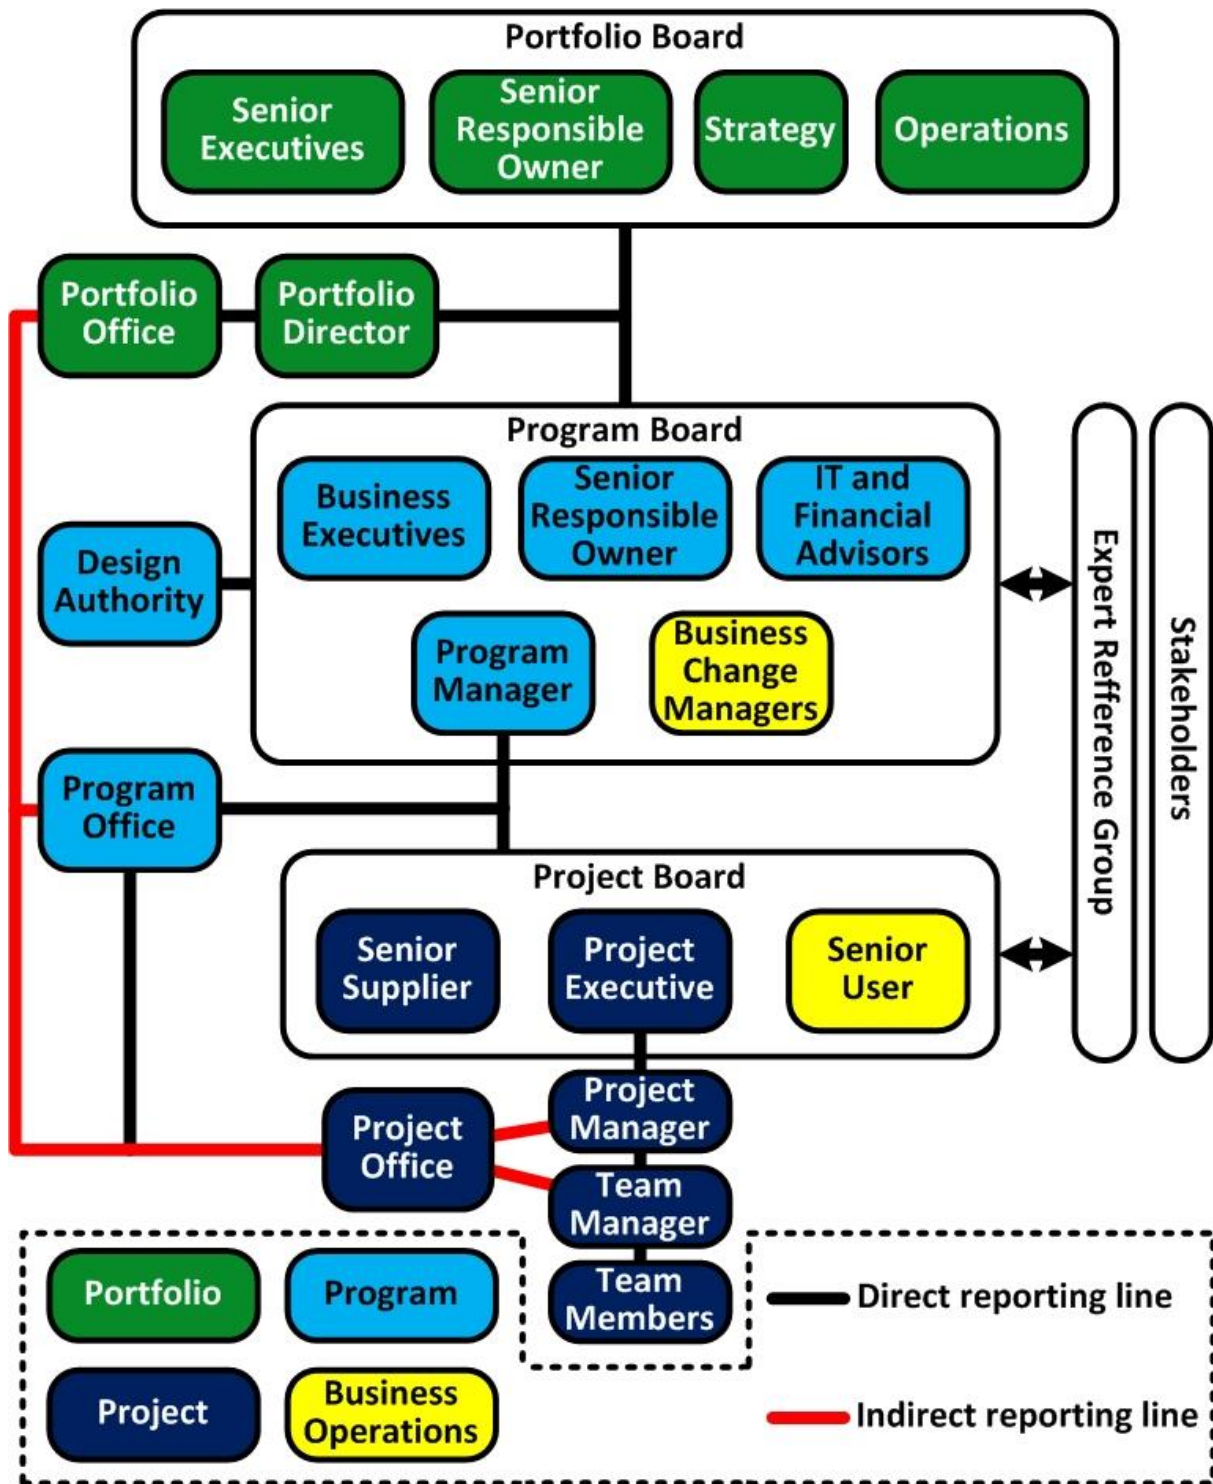 Portfolio Board
Senior
Executives
Senior
Responsible
Owner
Strategy
Operations
Portfolio
Office
Portfolio
Director
Program Board
Business
Executives
Senior
Responsible
Owner
IT and
Financial
Advisors
Design
Authority
Program
Manager
Business
Change
Managers
Expert Refference Group
Stakeholders
Program
Office
Project Board
Senior
Supplier
Project
Executive
Senior
User
Project
Office
Project
Manager
Team
Manager
Team
Members
Portfolio
Program
Project
Business
Operations
Direct reporting line
Indirect reporting line